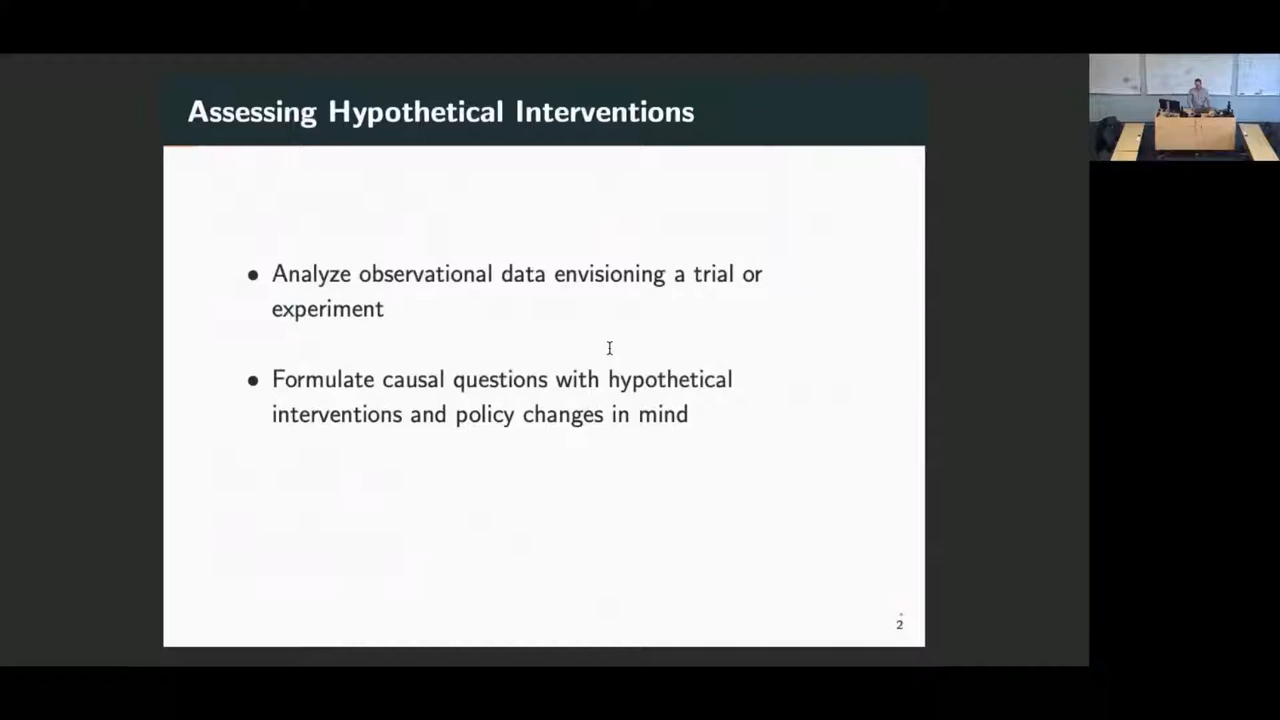 Assessing Hypothetical Interventions
• Analyze observational data envisioning a trial or
experiment
• Formulate causal questions with hypothetical
interventions and policy changes in mind
2